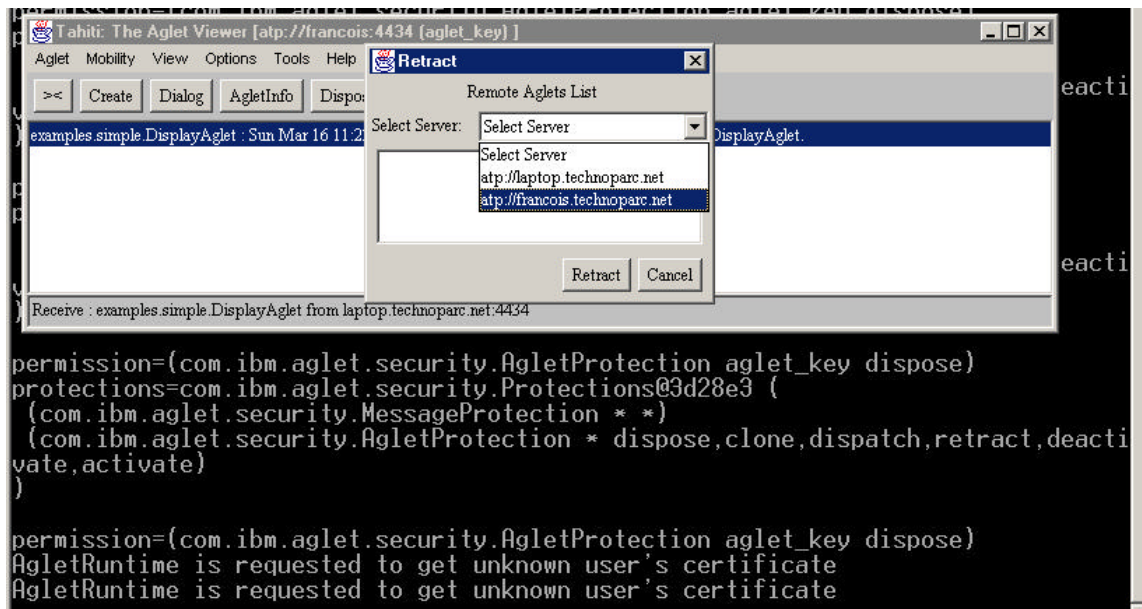 Tahiti: The Aglet Viewer [atp://francois:4434 (aglet_key) ]
Aglet Mobility View Options Tools Help
>< Create Dialog AgletInfo
examples.simple.DisplayAglet : Sun Mar 16 11:2
DisplayAglet.
Retract
Remote Aglets List
Select Server: Select Server
Select Server
atp://laptop.technoparc.net
atp://francois.technoparc.net
Retract Cancel
eacti
eacti
Receive : examples.simple.DisplayAglet from laptop.technoparc.net:4434
permission=(com.ibm.aglet.security.AgletProtection aglet_key dispose)
protections=com.ibm.aglet.security.Protections@3d28e3 (
(com.ibm.aglet.security.MessageProtection * *)
(com.ibm.aglet.security.AgletProtection * dispose,clone,dispatch,retract,deacti
vate,activate)
)
permission=(com.ibm.aglet.security.AgletProtection aglet_key dispose)
AgletRuntime is requested to get unknown user's certificate
AgletRuntime is requested to get unknown user's certificate